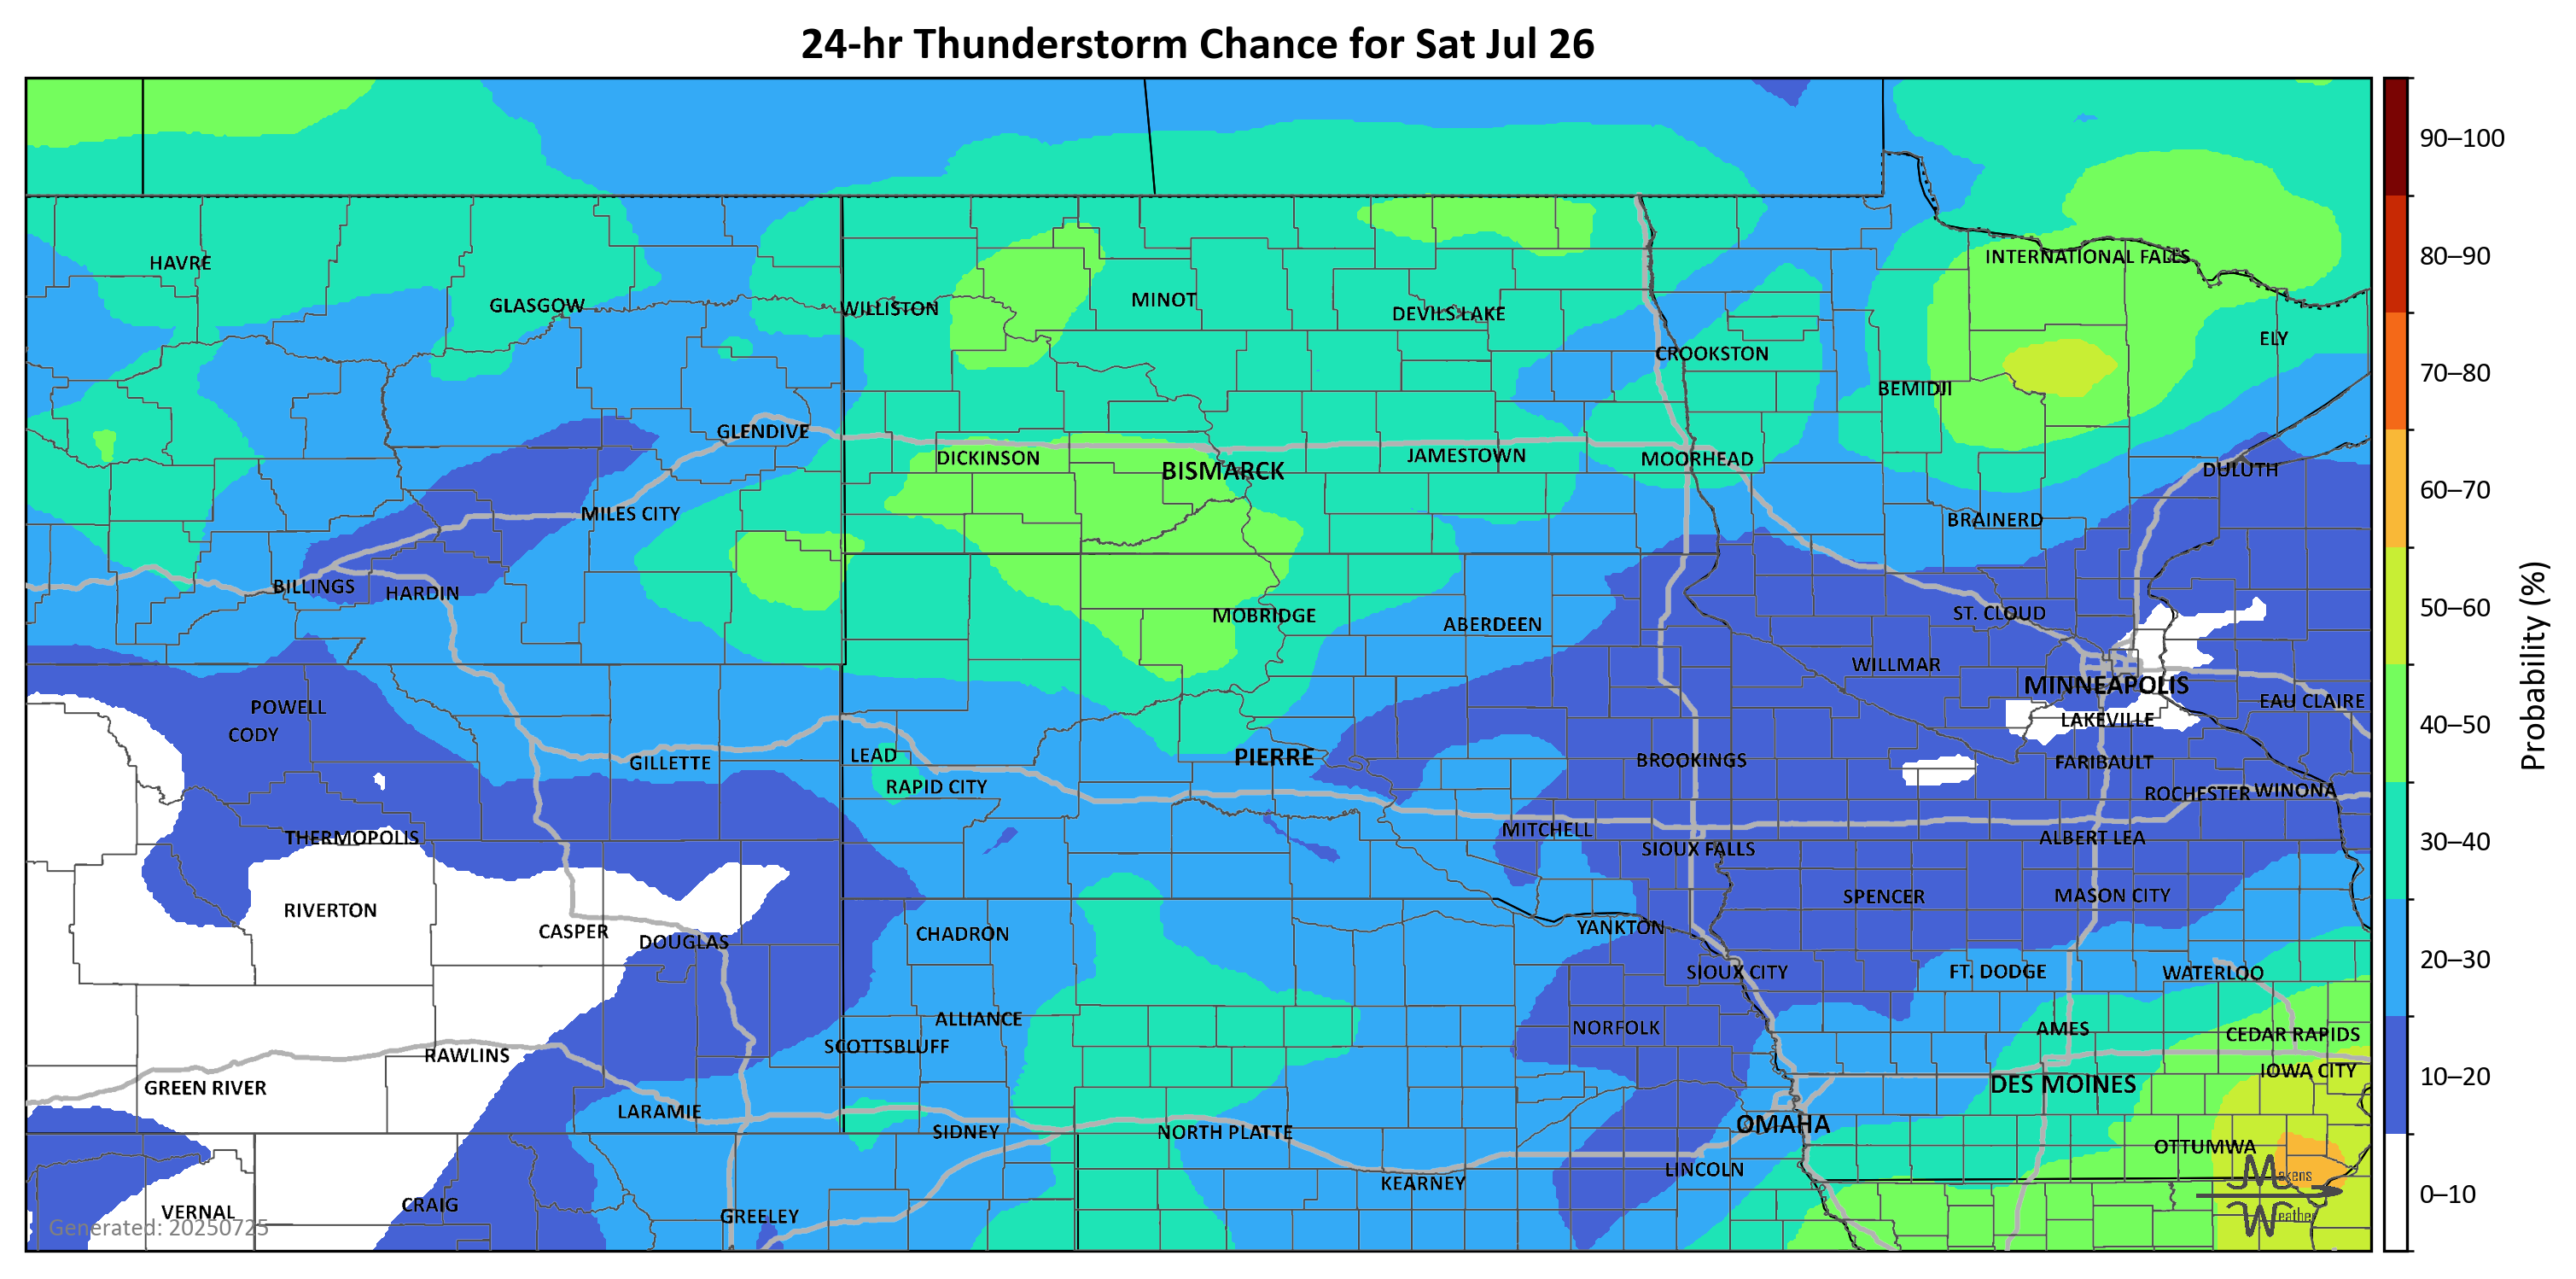 24-hr Thunderstorm Chance for Sat Jul 26
90–100
80–90
70–80
60–70
50–60
40–50
30–40
20–30
10–20
0–10
Probability (%)
HAVRE
INTERNATIONAL FALLS
GLASGOW
WILLISTON
MINOT
DEVILS LAKE
ELY
CROOKSTON
BEMIDJI
GLENDIVE
DICKINSON
BISMARCK
JAMESTOWN
MOORHEAD
DULUTH
MILES CITY
BRAINERD
BILLINGS
HARDIN
MOBRIDGE
ABERDEEN
ST. CLOUD
WILLMAR
MINNEAPOLIS
POWELL
EAU CLAIRE
CODY
LAKEVILLE
GILLETTE
LEAD
PIERRE
BROOKINGS
FARIBAULT
RAPID CITY
ROCHESTER
WINONA
THERMOPOLIS
MITCHELL
ALBERT LEA
SIOUX FALLS
RIVERTON
SPENCER
MASON CITY
CASPER
DOUGLAS
CHADRON
YANKTON
SIOUX CITY
FT. DODGE
WATERLOO
ALLIANCE
NORFOLK
AMES
CEDAR RAPIDS
SCOTTSBLUFF
RAWLINS
GREEN RIVER
IOWA CITY
DES MOINES
LARAMIE
SIDNEY
NORTH PLATTE
OMAHA
OTTUMWA
LINCOLN
KEARNEY
VERNAL
CRAIG
GREELEY
Makens
Weather
Generated: 20250725